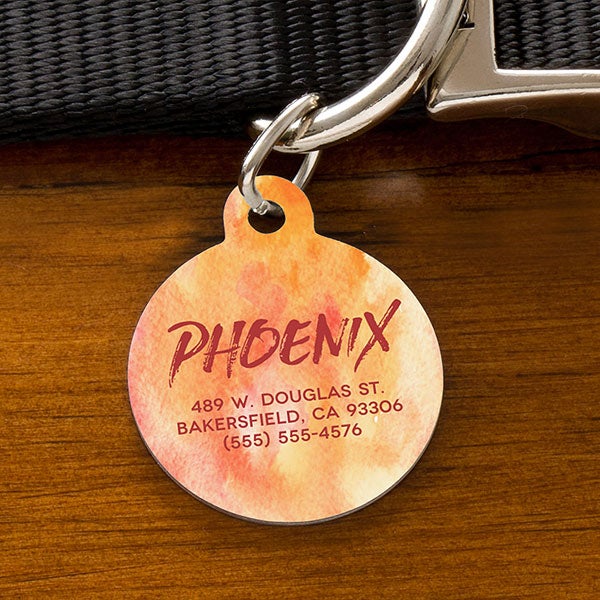 PHOENIX
489 W. DOUGLAS ST.
BAKERSFIELD, CA 93306
(555) 555-4576